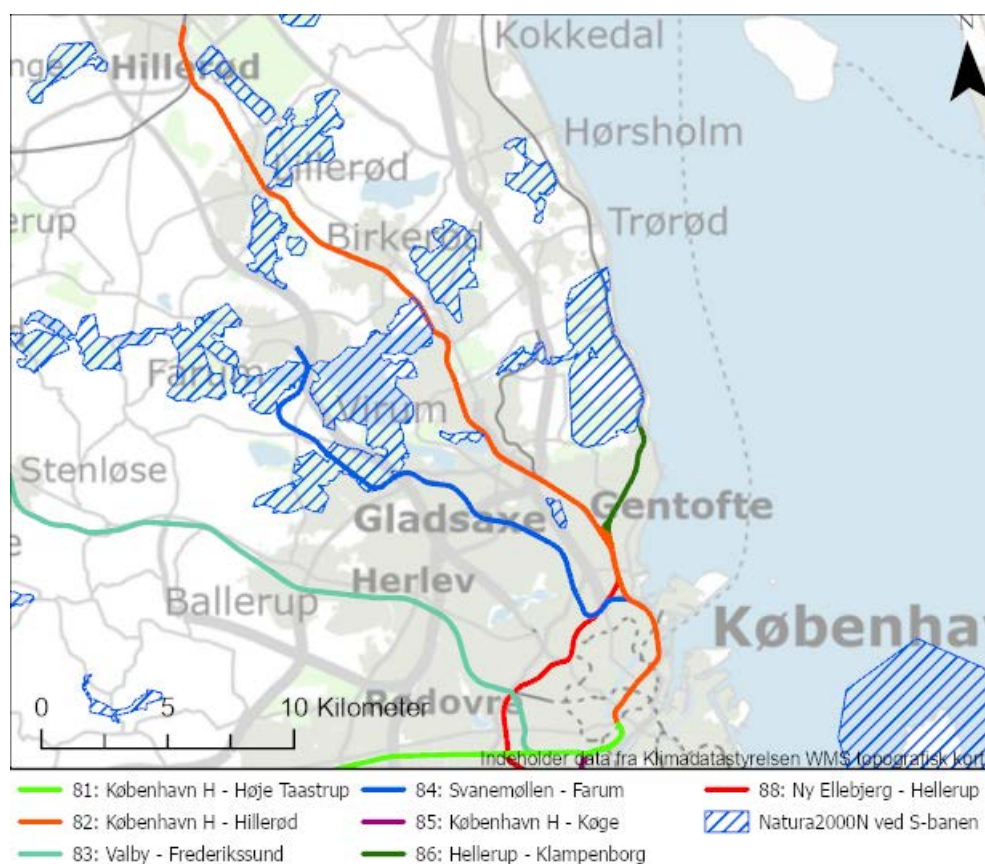 Kokkedal
N
Hillerød
Hørsholm
Lillerød
Trørød
Birkerød
Farum
Virum
Stenløse
Gentofte
Gladsaxe
Herlev
Ballerup
Københav
Rødovre
0 5 10 Kilometer
Indeholder data fra Klimadatastyrelsen WMS topografisk kort
81: København H - Høje Taastrup
84: Svanemøllen - Farum
88: Ny Ellebjerg - Hellerup
82: København H - Hillerød
85: København H - Køge
Natura2000N ved S-banen
83: Valby - Frederikssund
86: Hellerup - Klampenborg